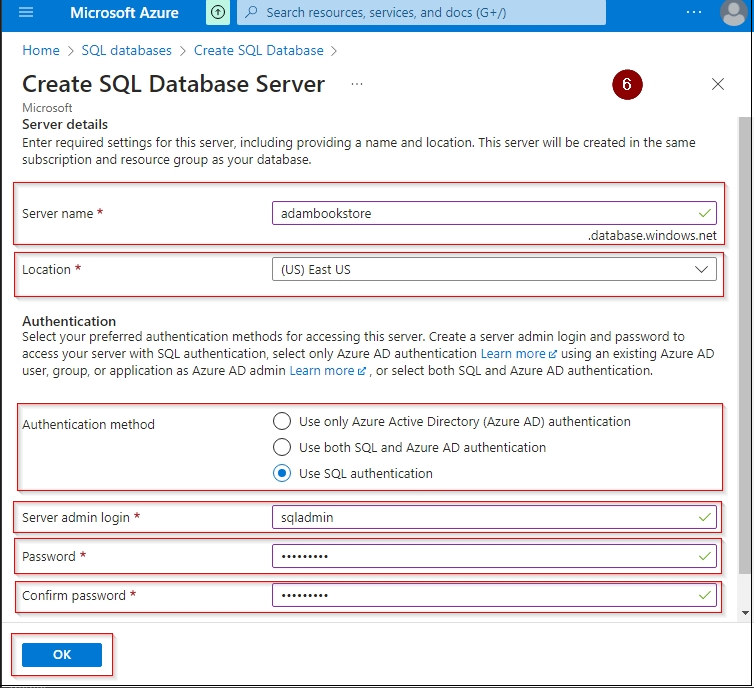 Microsoft Azure
Search resources, services, and docs (G+/)
...
Home > SQL databases > Create SQL Database >
Create SQL Database Server ...
6
Microsoft
Server details
Enter required settings for this server, including providing a name and location. This server will be created in the same
subscription and resource group as your database.
Server name *
adambookstore
.database.windows.net
Location *
(US) East US
Authentication
Select your preferred authentication methods for accessing this server. Create a server admin login and password to
access your server with SQL authentication, select only Azure AD authentication Learn more using an existing Azure AD
user, group, or application as Azure AD admin Learn more , or select both SQL and Azure AD authentication.
Authentication method
Use only Azure Active Directory (Azure AD) authentication
Use both SQL and Azure AD authentication
Use SQL authentication
Server admin login *
sqladmin
Password *
•••••••••
Confirm password *
•••••••••
OK